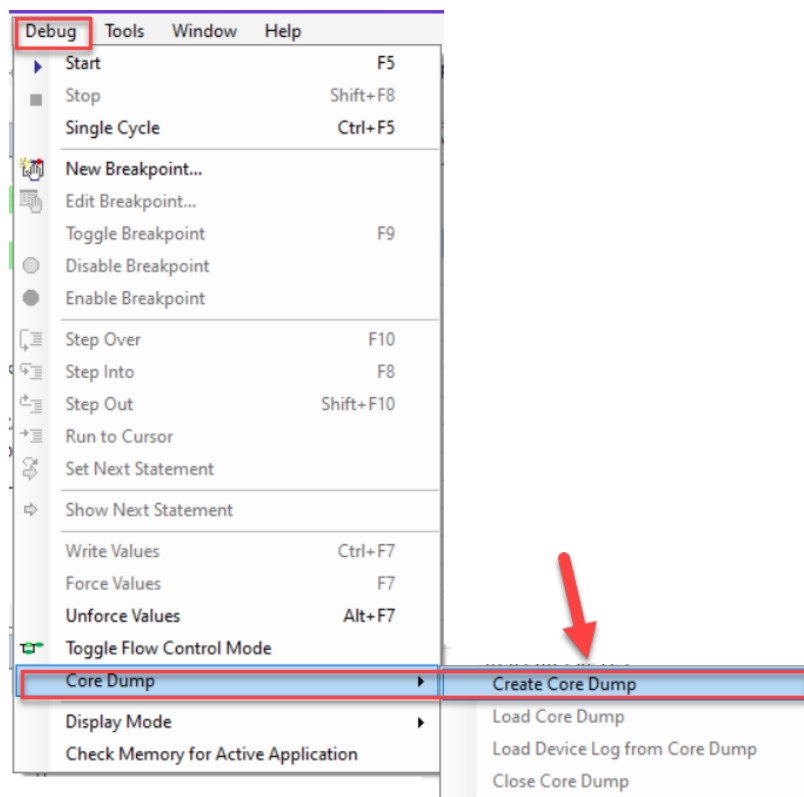 Debug Tools Window Help
Start F5
Stop Shift+F8
Single Cycle Ctrl+F5
New Breakpoint...
Edit Breakpoint...
Toggle Breakpoint F9
Disable Breakpoint
Enable Breakpoint
Step Over F10
Step Into F8
Step Out Shift+F10
Run to Cursor
Set Next Statement
Show Next Statement
Write Values Ctrl+F7
Force Values F7
Unforce Values Alt+F7
Toggle Flow Control Mode
Core Dump
Create Core Dump
Load Core Dump
Load Device Log from Core Dump
Close Core Dump
Display Mode
Check Memory for Active Application